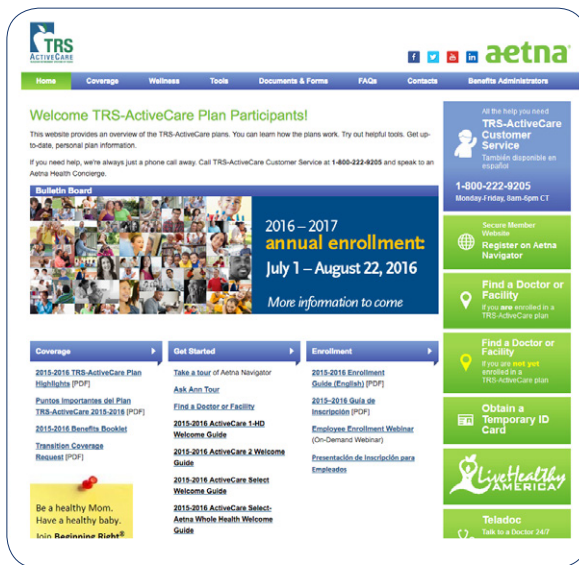 TRS
ACTIVECARE
aetna
Home Coverage Wellness Tools Documents & Forms FAQs Contacts Benefits Administrators
Welcome TRS-ActiveCare Plan Participants!
This website provides an overview of the TRS-ActiveCare plans. You can learn how the plans work. Try out helpful tools. Get up-
to-date, personal plan information.
If you need help, we're always just a phone call away. Call TRS-ActiveCare Customer Service at 1-800-222-9205 and speak to an
Aetna Health Concierge.
Bulletin Board
2016 – 2017
annual enrollment:
July 1 – August 22, 2016
More information to come
Coverage
2015-2016 TRS-ActiveCare Plan
Highlights [PDF]
Puntos Importantes del Plan
TRS-ActiveCare 2015-2016 [PDF]
2015-2016 Benefits Booklet
Transition Coverage
Request [PDF]
Be a healthy Mom.
Have a healthy baby.
Join Beginning Right®
Get Started
Take a tour of Aetna Navigator
Ask Ann Tour
Find a Doctor or Facility
2015-2016 ActiveCare 1-HD
Welcome Guide
2015-2016 ActiveCare 2 Welcome
Guide
2015-2016 ActiveCare Select
Welcome Guide
2015-2016 ActiveCare Select-
Aetna Whole Health Welcome
Guide
Enrollment
2015-2016 Enrollment
Guide (English) [PDF]
2015–2016 Guía de
Inscripción [PDF]
Employee Enrollment Webinar
(On-Demand Webinar)
Presentación de Inscripción para
Empleados
All the help you need
TRS-ActiveCare
Customer
Service
También disponible en
español
1-800-222-9205
Monday-Friday, 8am-6pm CT
Secure Member
Website
Register on Aetna
Navigator
Find a Doctor or
Facility
If you are enrolled in a
TRS-ActiveCare plan
Find a Doctor or
Facility
If you are not yet
enrolled in a
TRS-ActiveCare plan
Obtain a
Temporary ID
Card
Live Healthy
AMERICA
Teladoc
Talk to a Doctor 24/7